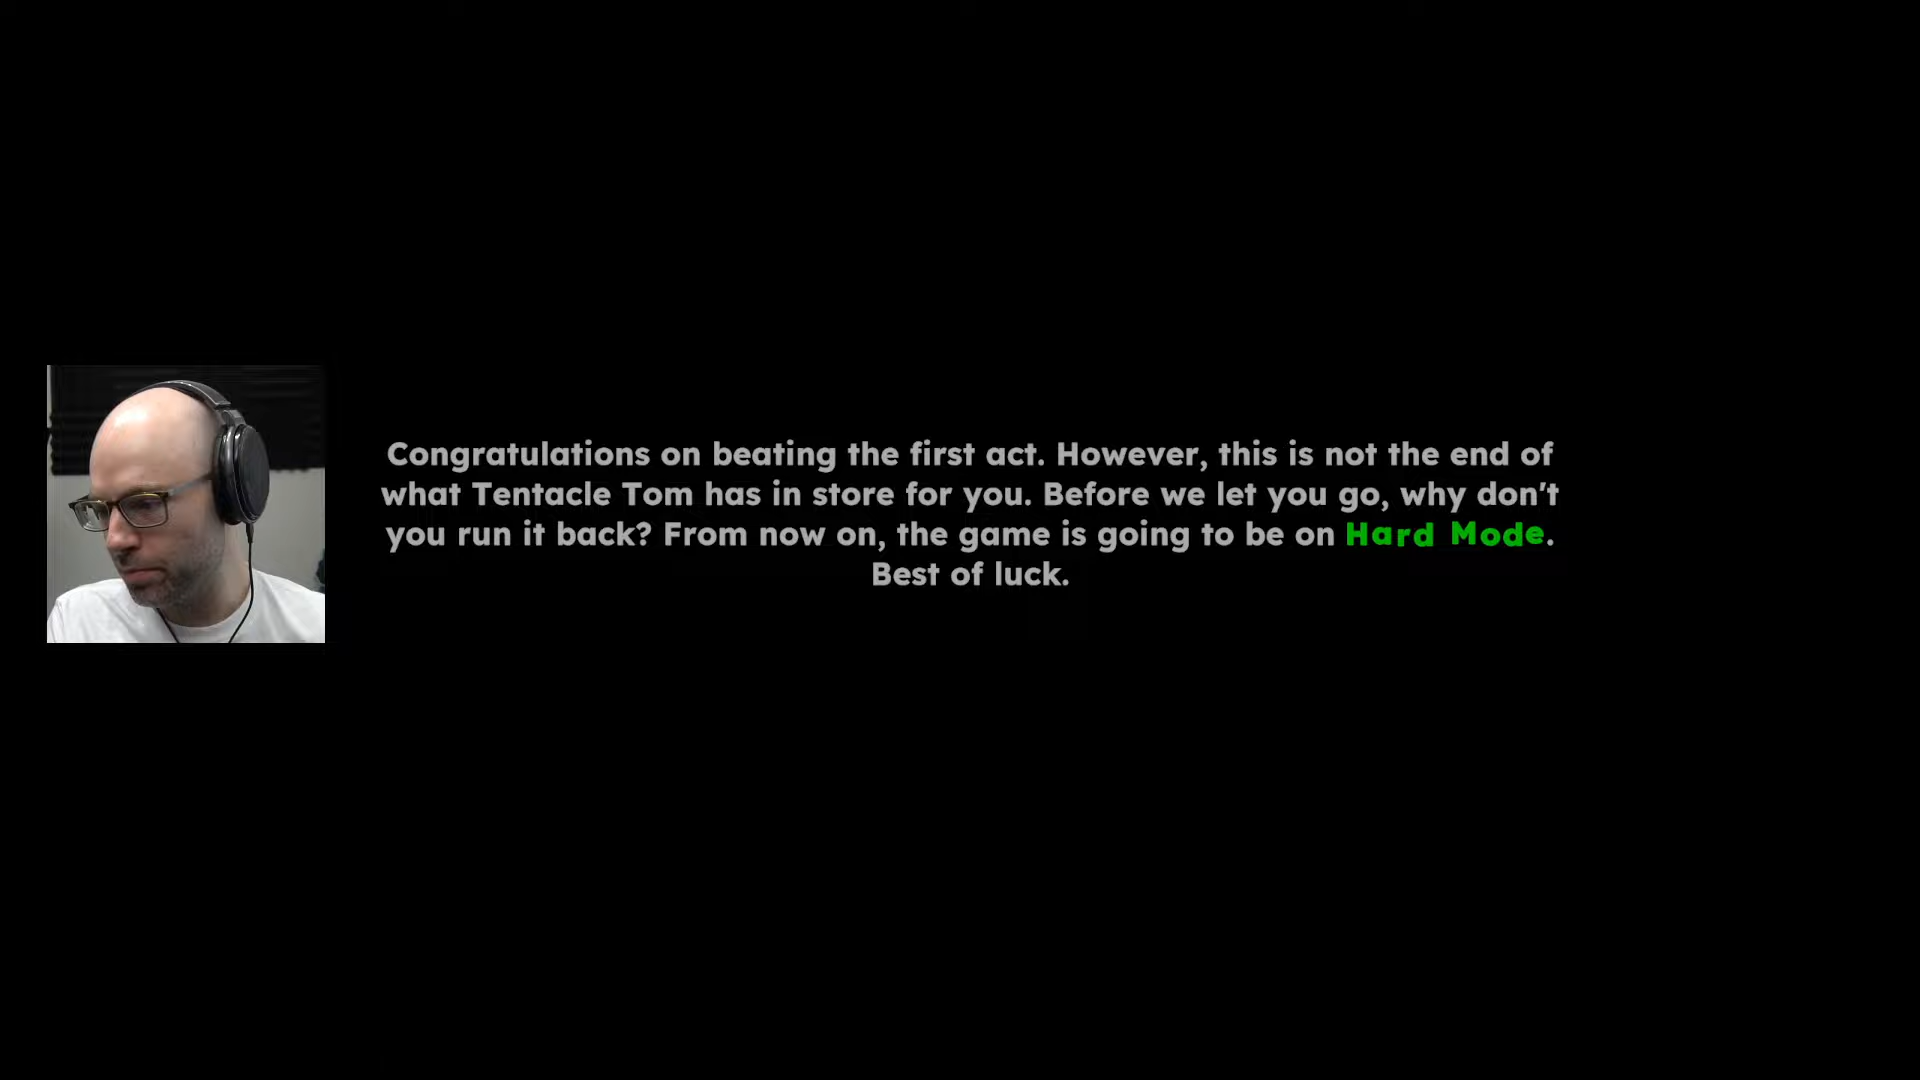 Congratulations on beating the first act. However, this is not the end of
what Tentacle Tom has in store for you. Before we let you go, why don't
you run it back? From now on, the game is going to be on Hard Mode.
Best of luck.